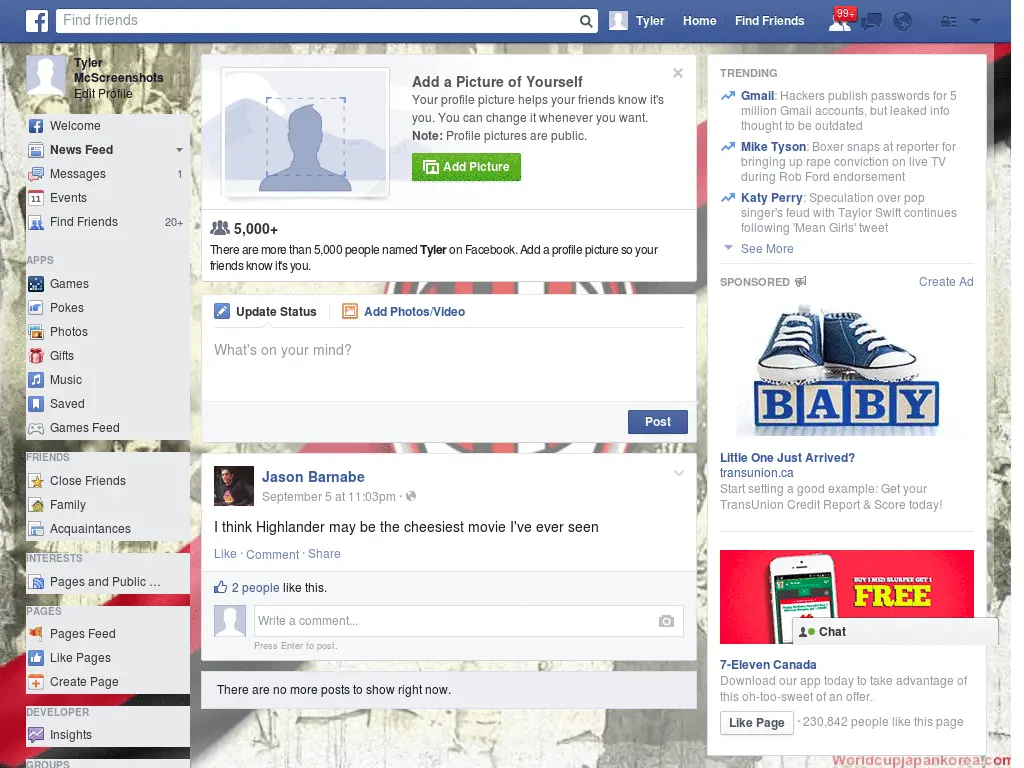 Find friends
Tyler
Home
Find Friends
99+
Tyler
McScreenshots
Edit Profile
Welcome
News Feed
Messages
1
11
Events
Find Friends
20+
APPS
Games
Pokes
Photos
Gifts
Music
Saved
Games Feed
FRIENDS
Close Friends
Family
Acquaintances
INTERESTS
Pages and Public ...
PAGES
Pages Feed
Like Pages
Create Page
DEVELOPER
Insights
GROUPS
Add a Picture of Yourself
Your profile picture helps your friends know it's
you. You can change it whenever you want.
Note: Profile pictures are public.
Add Picture
5,000+
There are more than 5,000 people named Tyler on Facebook. Add a profile picture so your
friends know it's you.
Update Status
Add Photos/Video
What's on your mind?
Post
Jason Barnabe
September 5 at 11:03pm ·
I think Highlander may be the cheesiest movie I've ever seen
Like · Comment · Share
2 people like this.
Write a comment...
Press Enter to post.
There are no more posts to show right now.
TRENDING
Gmail: Hackers publish passwords for 5
million Gmail accounts, but leaked info
thought to be outdated
Mike Tyson: Boxer snaps at reporter for
bringing up rape conviction on live TV
during Rob Ford endorsement
Katy Perry: Speculation over pop
singer's feud with Taylor Swift continues
following 'Mean Girls' tweet
See More
SPONSORED
Create Ad
BABY
Little One Just Arrived?
transunion.ca
Start setting a good example: Get your
TransUnion Credit Report & Score today!
BUY 1 MED SLURPEE GET 1
FREE
Chat
7-Eleven Canada
Download our app today to take advantage of
this oh-too-sweet of an offer.
Like Page
· 230,842 people like this page
Worldcupjapankorea.com